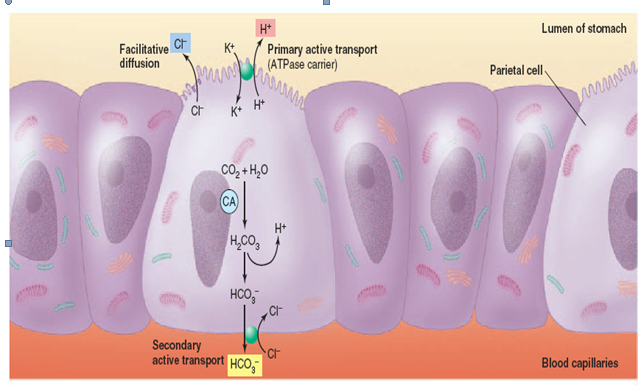 Lumen of stomach
Facilitative
diffusion
Cl⁻
K⁺
H⁺
Primary active transport
(ATPase carrier)
Parietal cell
Cl⁻
K⁺
H⁺
CO₂ + H₂O
CA
H₂CO₃
H⁺
HCO₃⁻
Cl⁻
Secondary
active transport
HCO₃⁻
Cl⁻
Blood capillaries